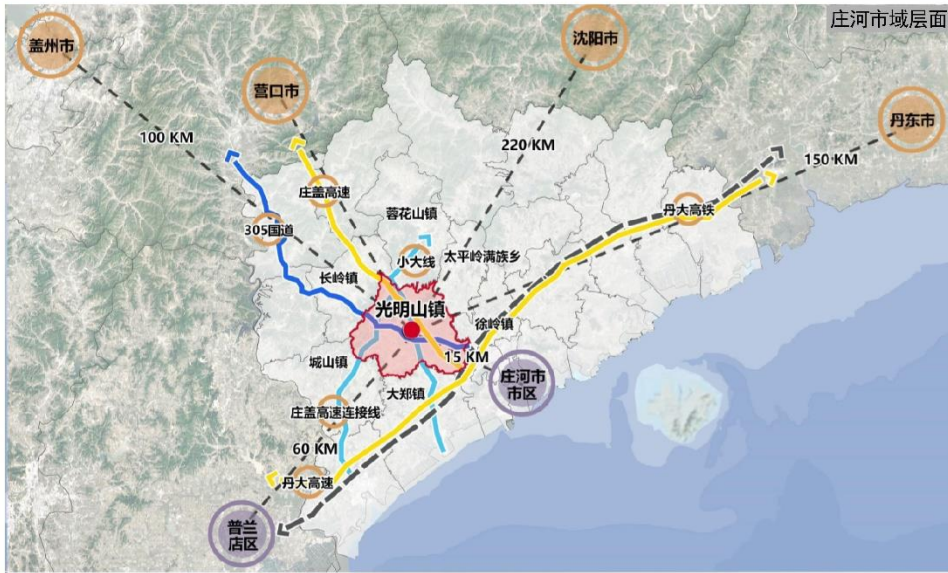 庄河市域层面
盖州市
沈阳市
营口市
丹东市
100 KM
220 KM
150 KM
庄盖高速
蓉花山镇
丹大高铁
305国道
小大线
太平岭满族乡
长岭镇
光明山镇
徐岭镇
15 KM
城山镇
庄河市
市区
大郑镇
庄盖高速连接线
60 KM
丹大高速
普兰
店区